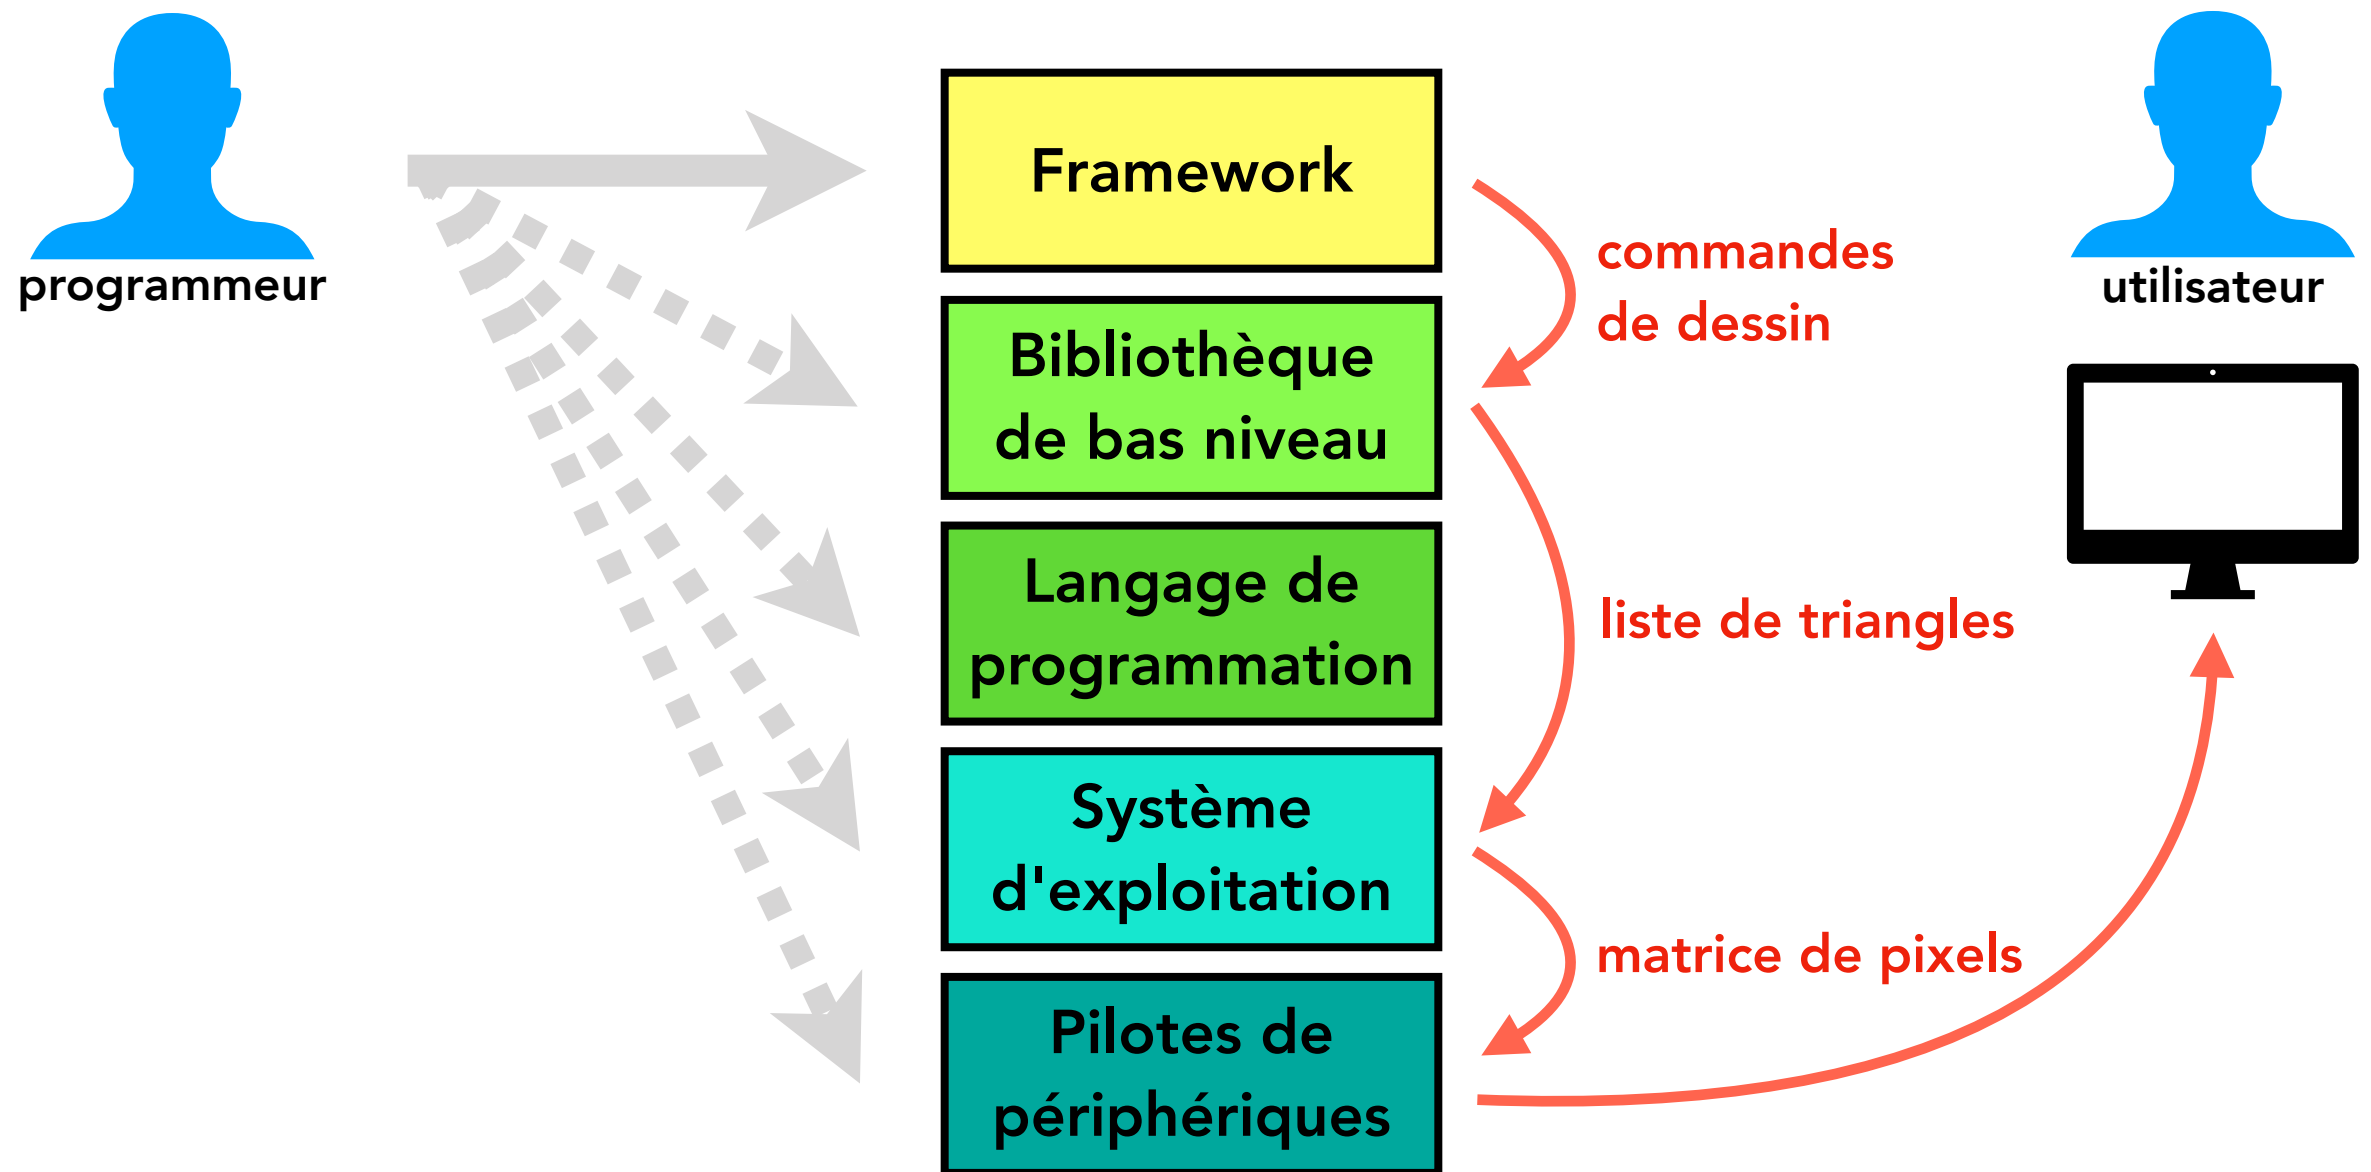 programmeur
Framework
Bibliothèque
de bas niveau
Langage de
programmation
Système
d'exploitation
Pilotes de
périphériques
commandes
de dessin
liste de triangles
matrice de pixels
utilisateur